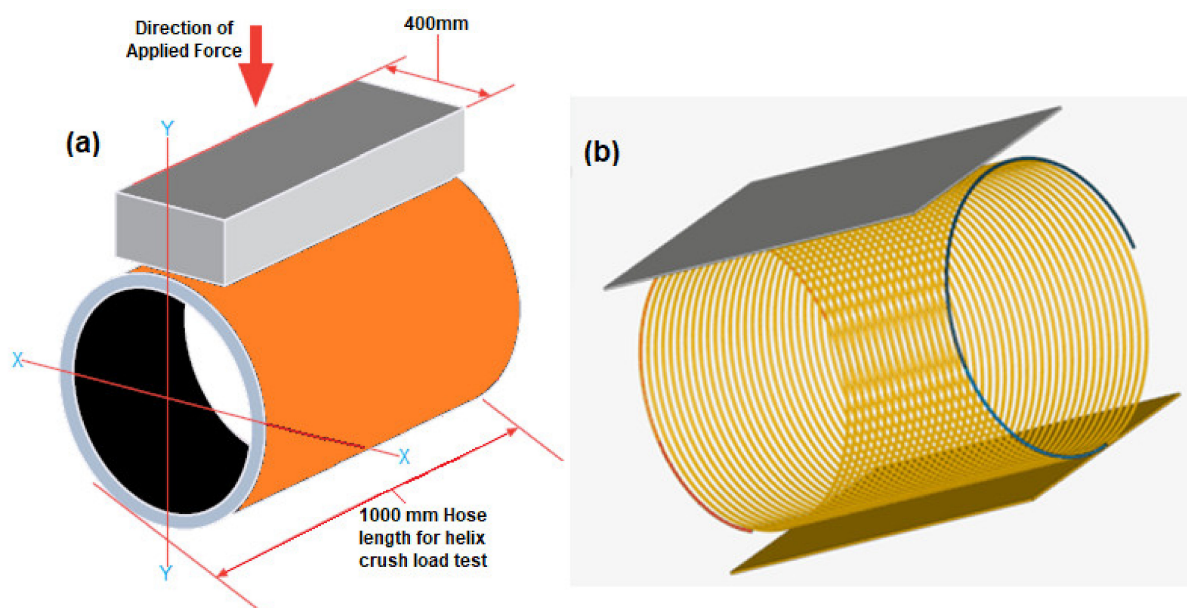 Direction of
Applied Force
400mm
(a)
Y
X
X
Y
1000 mm Hose
length for helix
crush load test
(b)